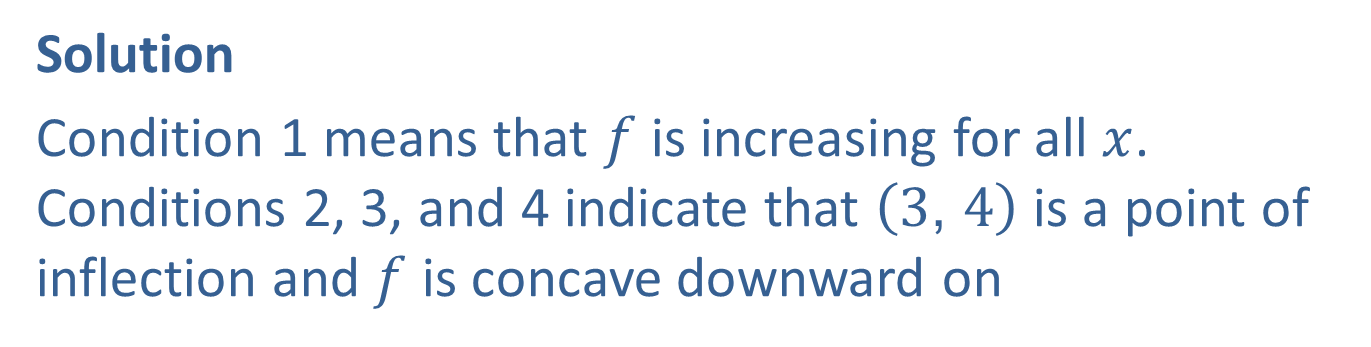 Solution
Condition 1 means that f is increasing for all x.
Conditions 2, 3, and 4 indicate that (3, 4) is a point of
inflection and f is concave downward on